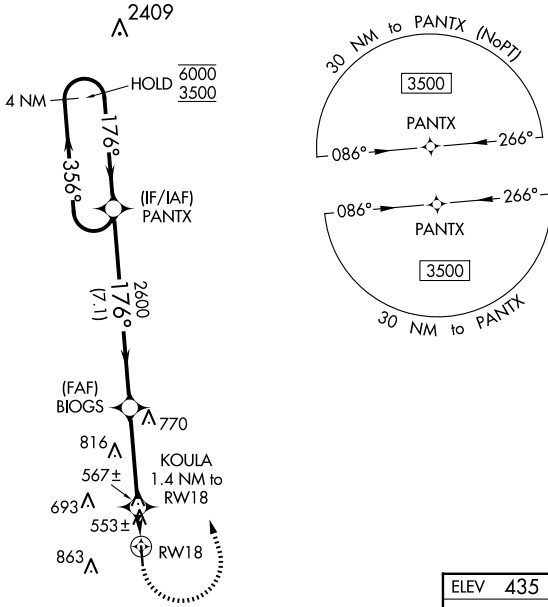 2409
HOLD 6000
3500
4 NM
176°
356°
(IF/IAF)
PANTX
2600
176°
(7.1)
(FAF)
BIOGS
770
816
KOULA
1.4 NM to
RW18
567±
693
553±
RW18
863
30 NM to PANTX (NoPT)
3500
PANTX
086°
266°
086°
266°
PANTX
3500
30 NM to PANTX
ELEV 435